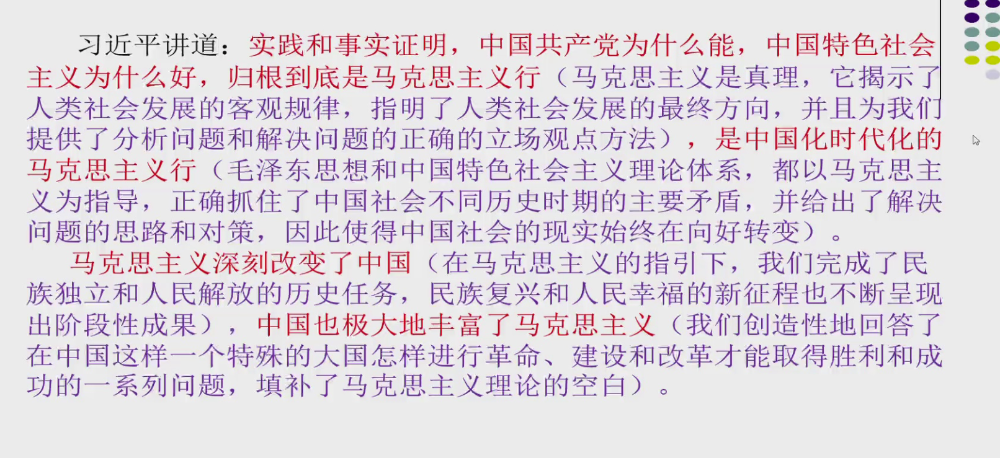 习近平讲道：实践和事实证明，中国共产党为什么能，中国特色社会
主义为什么好，归根到底是马克思主义行（马克思主义是真理，它揭示了
人类社会发展的客观规律，指明了人类社会发展的最终方向，并且为我们
提供了分析问题和解决问题的正确的立场观点方法），是中国化时代化的
马克思主义行（毛泽东思想和中国特色社会主义理论体系，都以马克思主
义为指导，正确抓住了中国社会不同历史时期的主要矛盾，并给出了解决
问题的思路和对策，因此使得中国社会的现实始终在向好转变）。
马克思主义深刻改变了中国（在马克思主义的指引下，我们完成了民
族独立和人民解放的历史任务，民族复兴和人民幸福的新征程也不断呈现
出阶段性成果），中国也极大地丰富了马克思主义（我们创造性地回答了
在中国这样一个特殊的大国怎样进行革命、建设和改革才能取得胜利和成
功的一系列问题，填补了马克思主义理论的空白）。